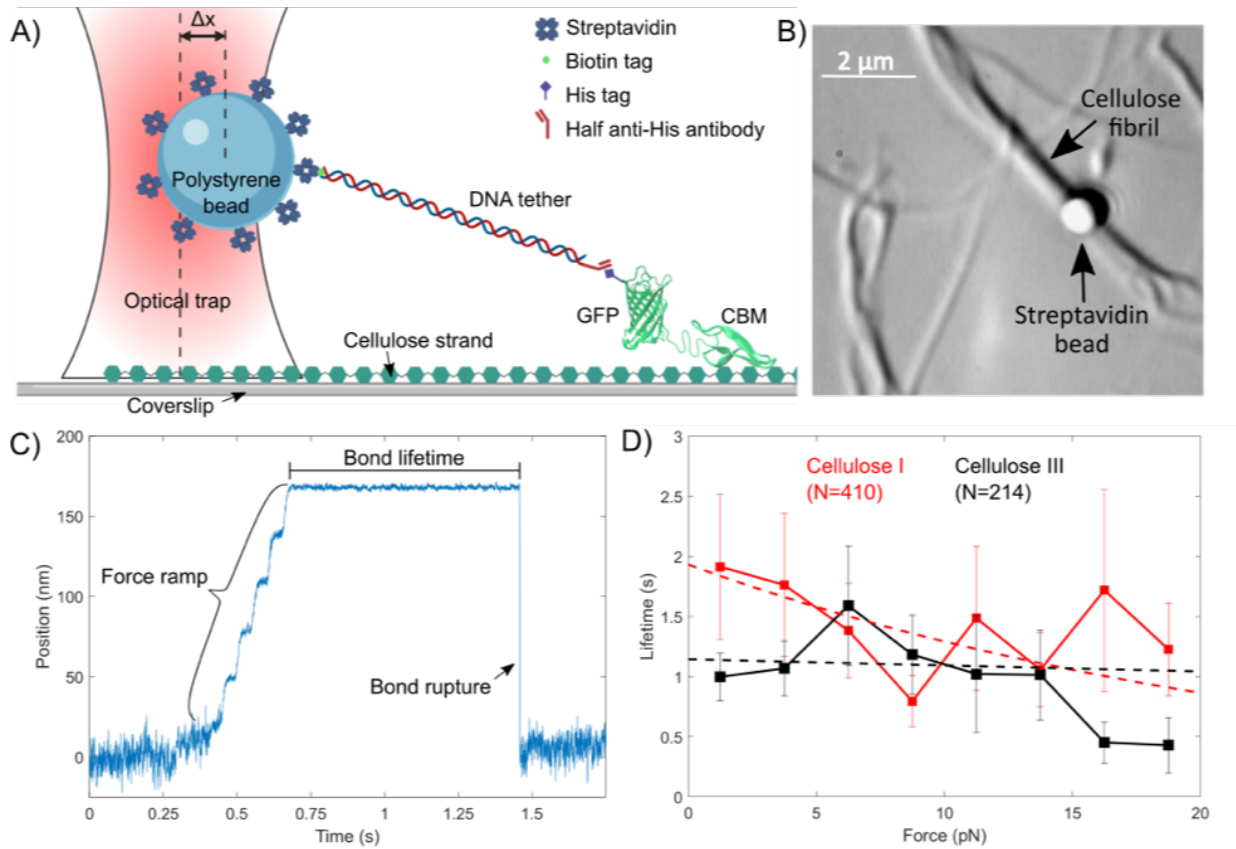 A)
Δx
Streptavidin
Biotin tag
His tag
Half anti-His antibody
Polystyrene
bead
DNA tether
Optical trap
GFP
CBM
Cellulose strand
Coverslip
B)
2 μm
Cellulose
fibril
Streptavidin
bead
C)
200
150
100
50
0
Position (nm)
Bond lifetime
Force ramp
Bond rupture
0
0.25
0.5
0.75
1
1.25
1.5
Time (s)
D)
3
2.5
2
1.5
1
0.5
0
Lifetime (s)
Cellulose I
(N=410)
Cellulose III
(N=214)
0
5
10
15
20
Force (pN)